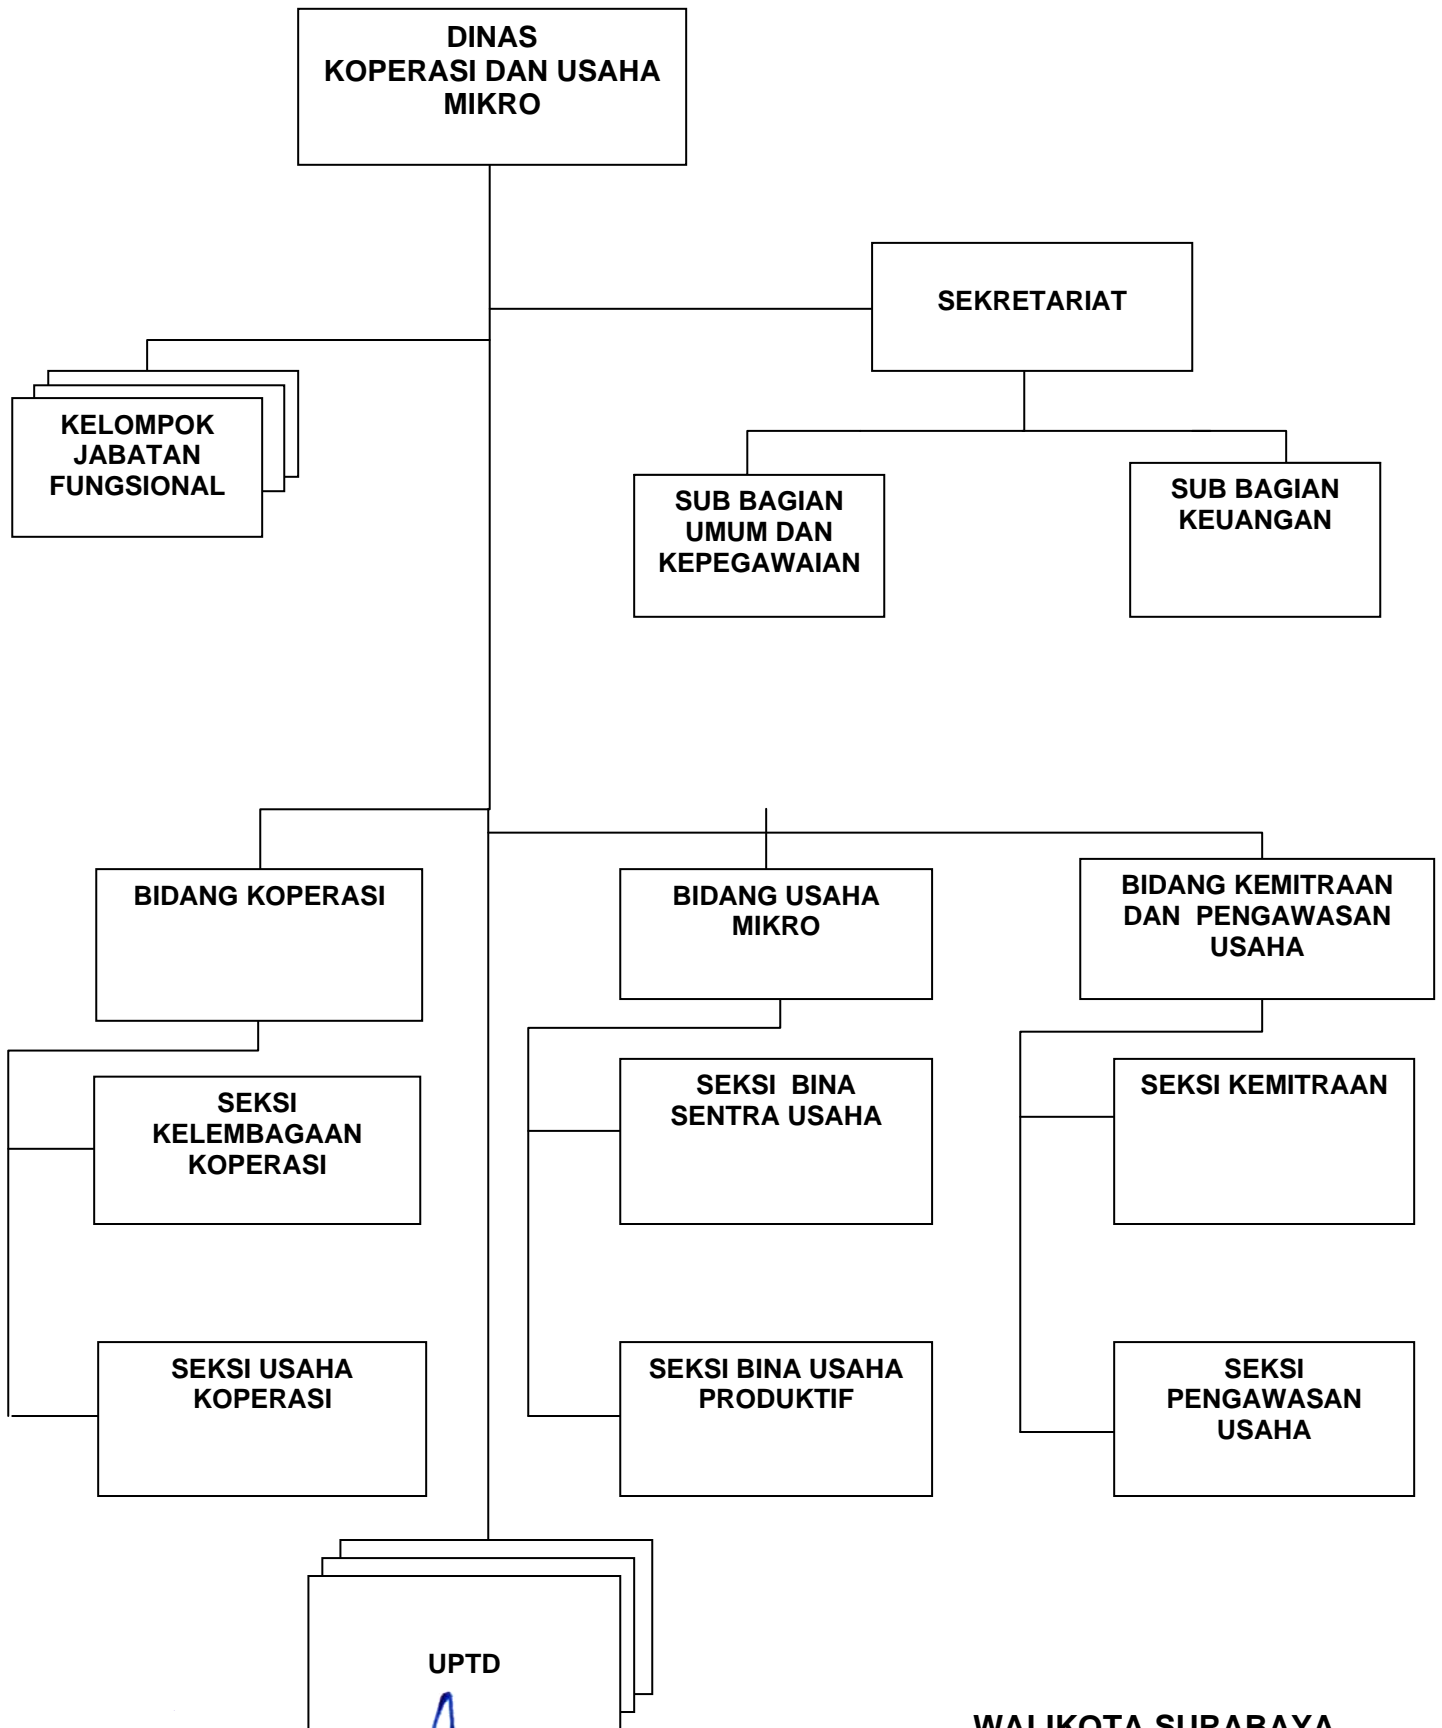 DINAS
KOPERASI DAN USAHA
MIKRO
SEKRETARIAT
KELOMPOK
JABATAN
FUNGSIONAL
SUB BAGIAN
UMUM DAN
KEPEGAWAIAN
SUB BAGIAN
KEUANGAN
BIDANG KOPERASI
BIDANG USAHA
MIKRO
BIDANG KEMITRAAN
DAN PENGAWASAN
USAHA
SEKSI
KELEMBAGAAN
KOPERASI
SEKSI BINA
SENTRA USAHA
SEKSI KEMITRAAN
SEKSI USAHA
KOPERASI
SEKSI BINA USAHA
PRODUKTIF
SEKSI
PENGAWASAN
USAHA
UPTD
WALIKOTA SURABAYA